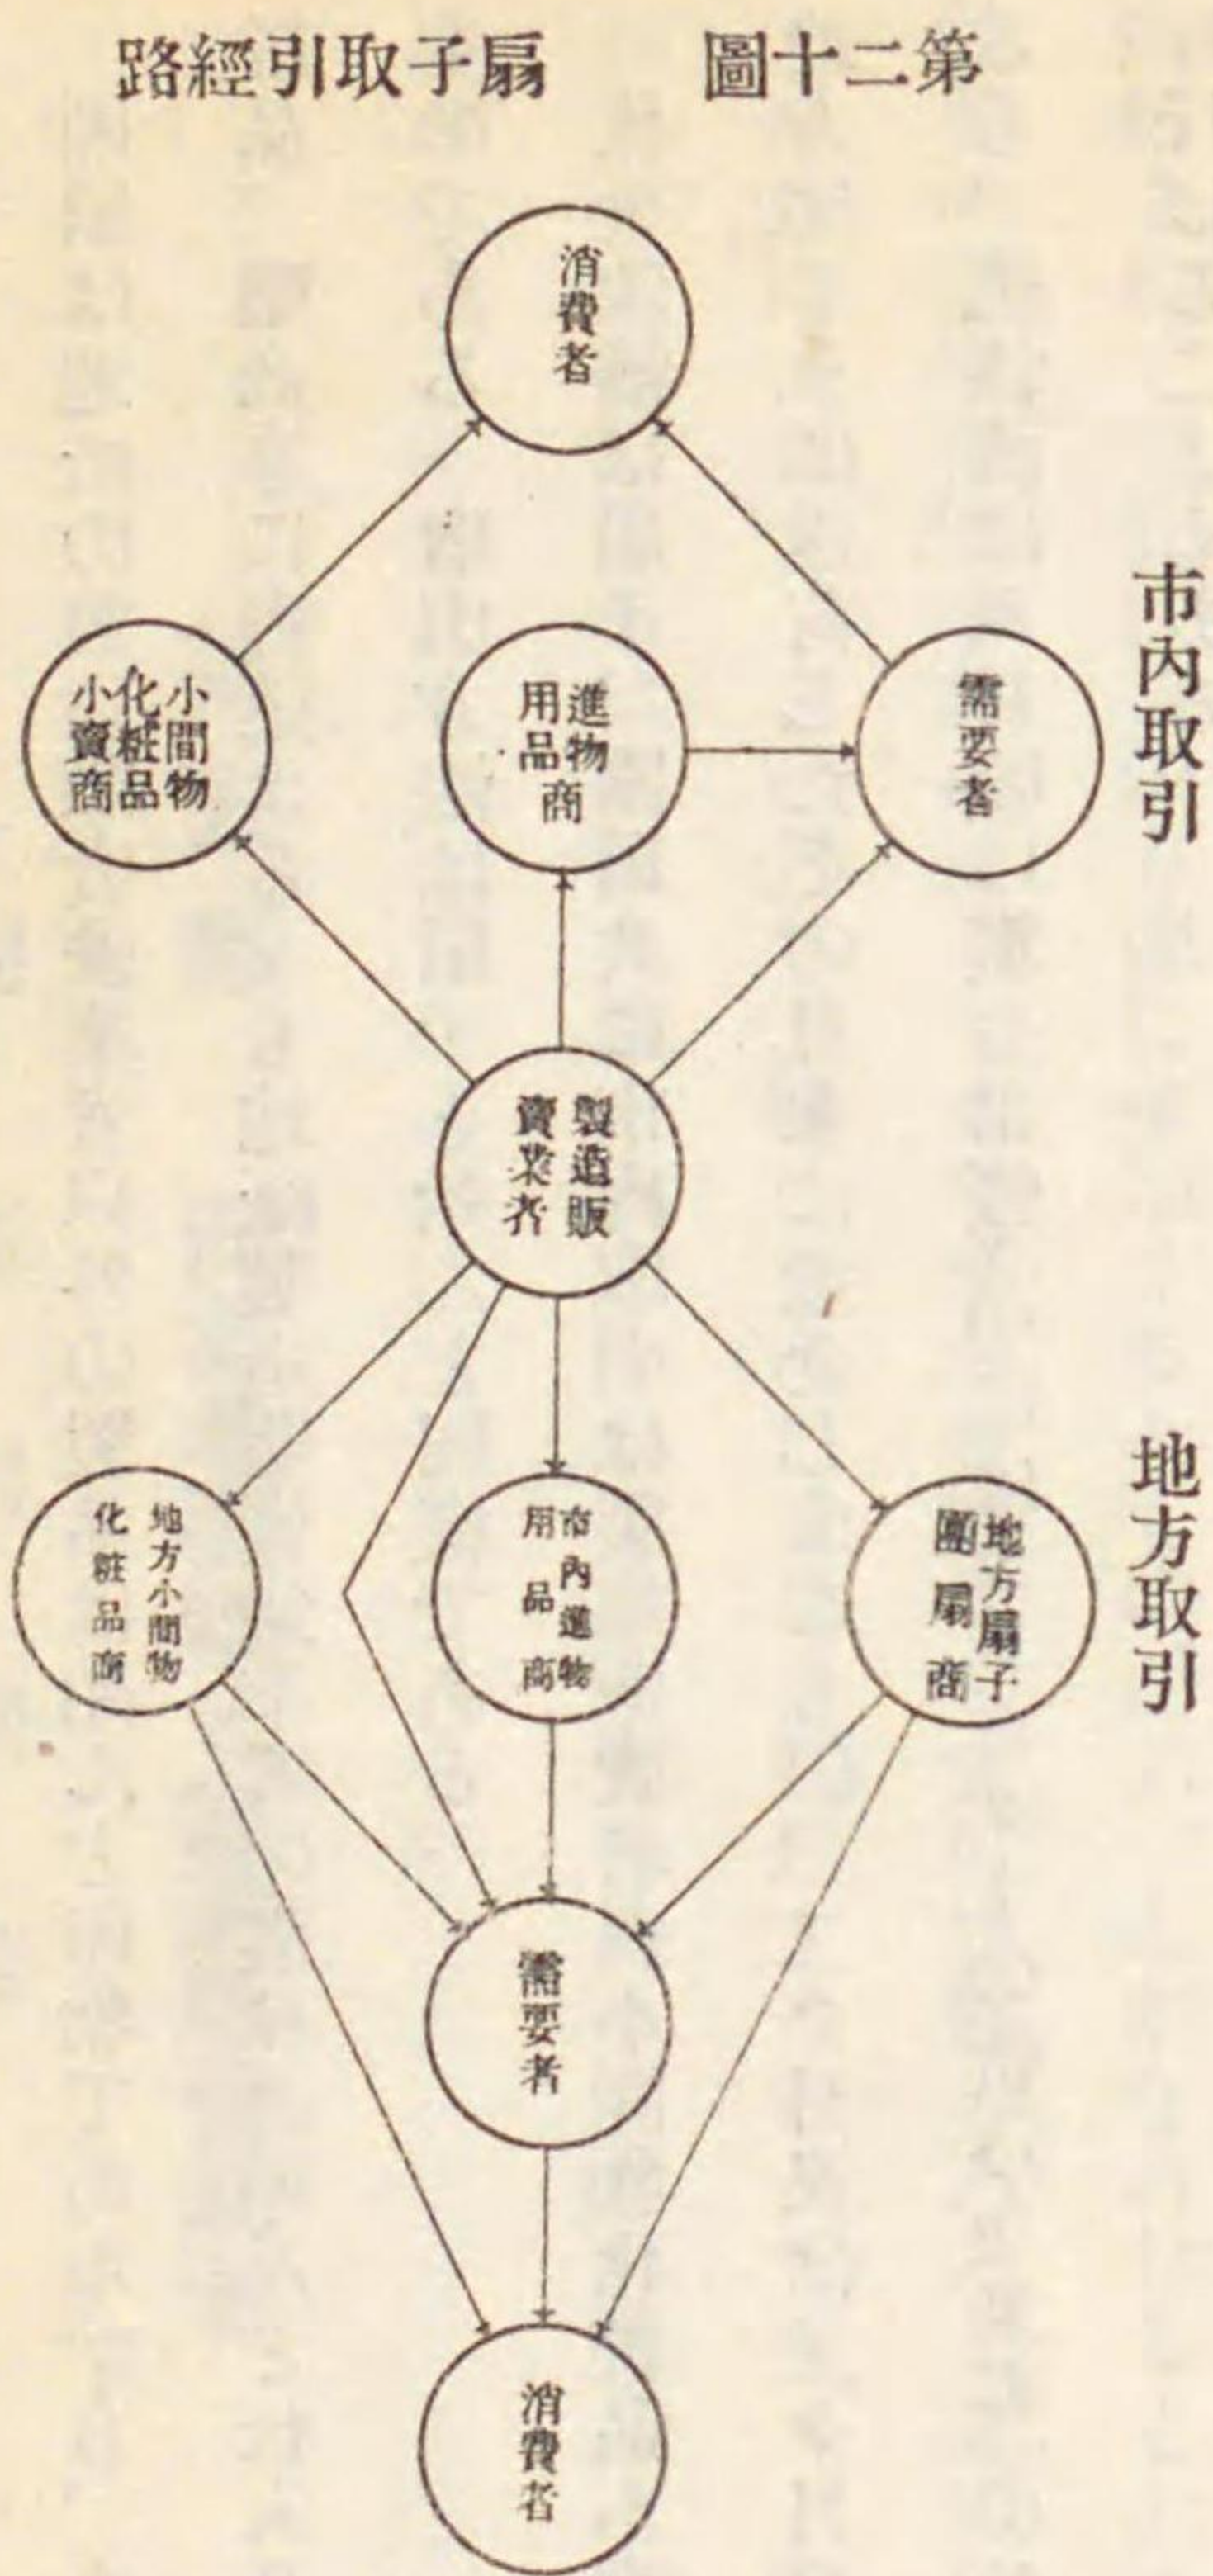 第二十圖　扇子取引經路
市內取引
消費者
需要者
進物
用品
商
小間物
化粧品
小賣商
製造販
賣業者
地方取引
地方扇子
團扇商
市內進物
用品商
地方小間物
化粧品商
需要者
消費者